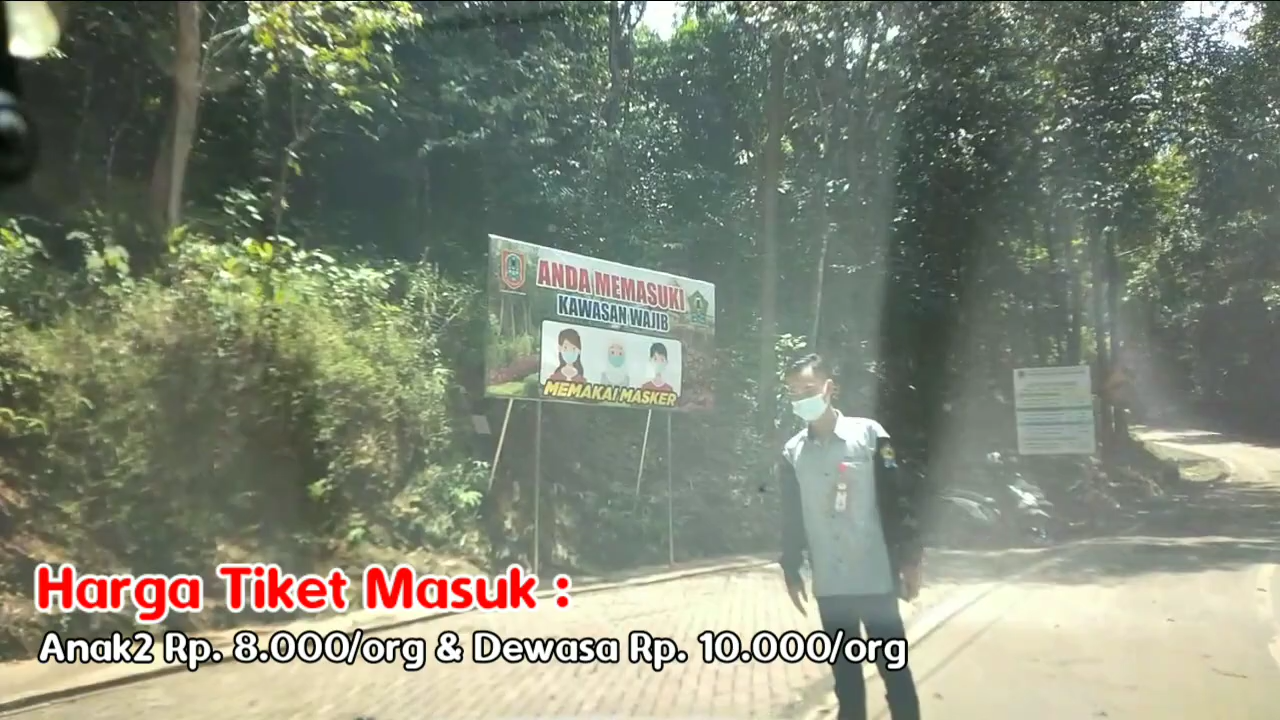 ANDA MEMASUKI
KAWASAN WAJIB
MEMAKAI MASKER
Harga Tiket Masuk :
Anak2 Rp. 8.000/org & Dewasa Rp. 10.000/org